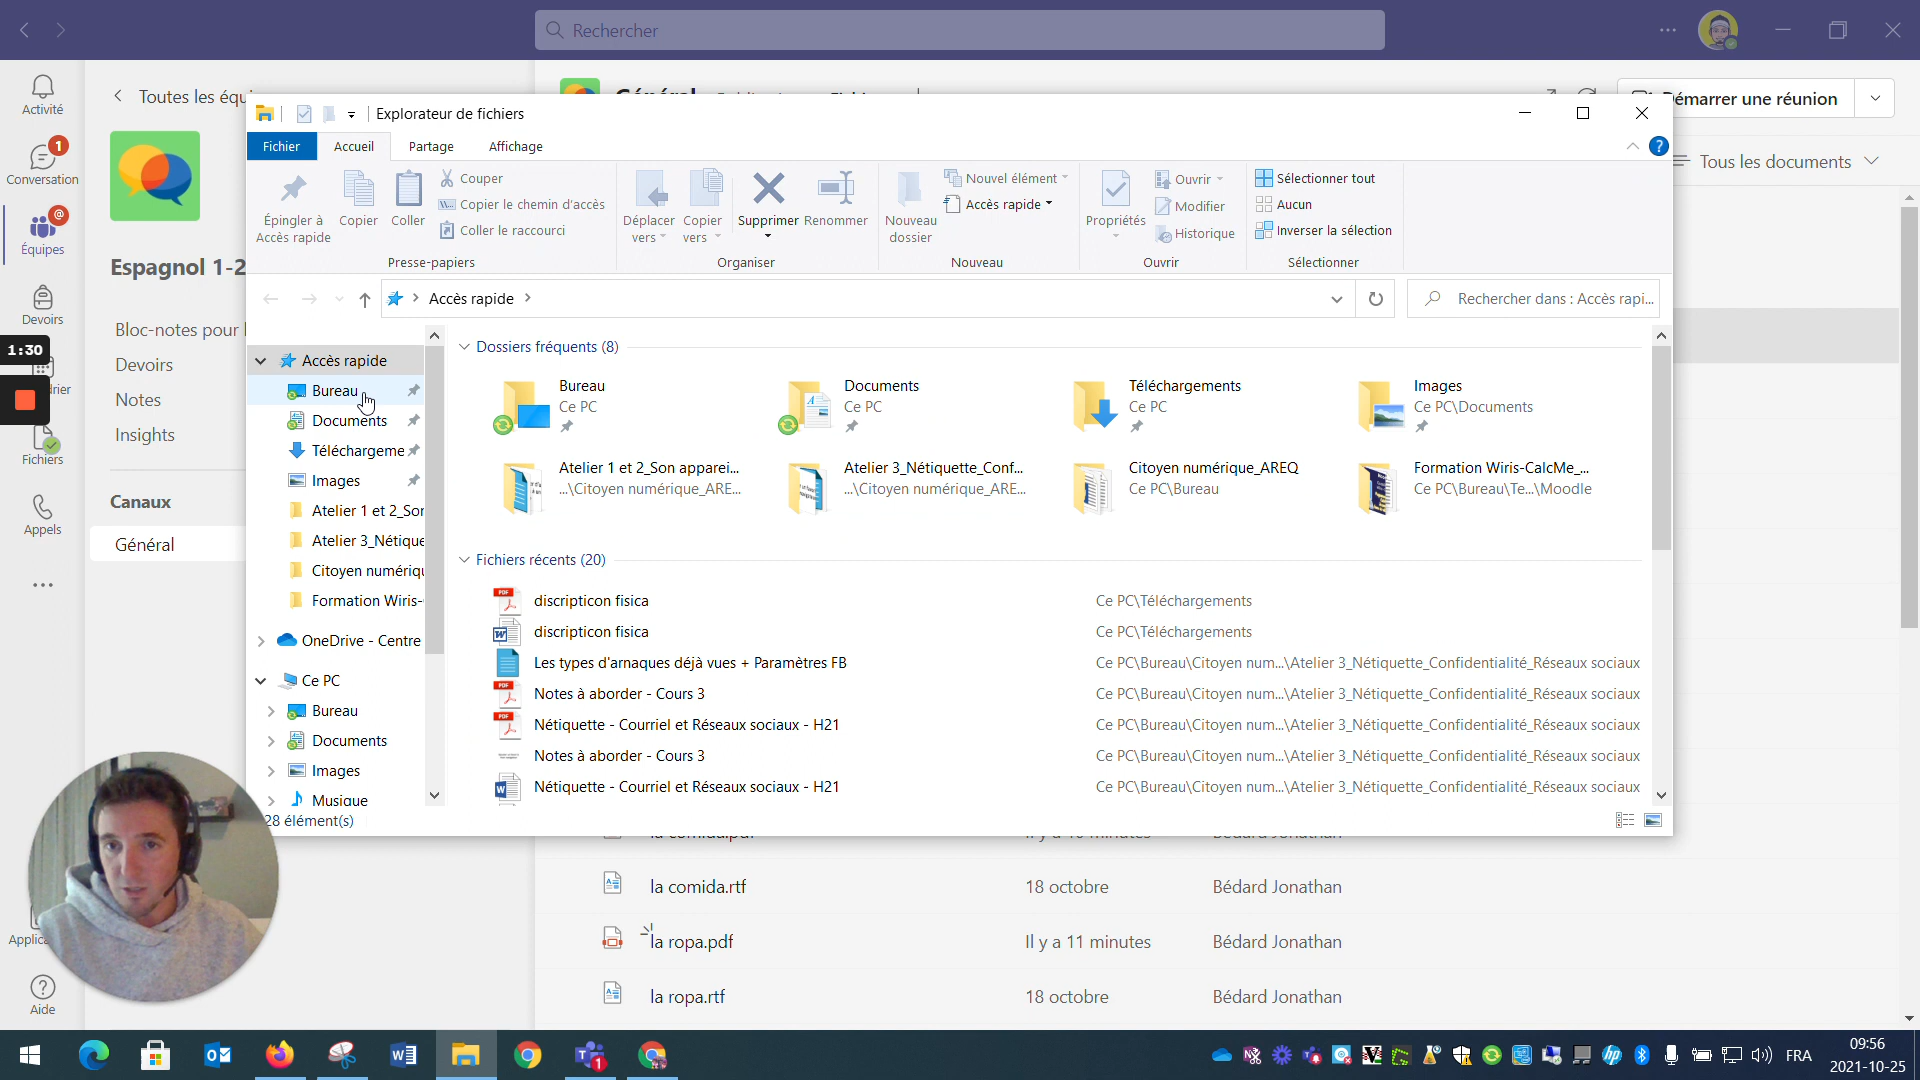 Rechercher
Activité
1
Conversation
@
Équipes
Devoirs
1:30
Fichiers
Appels
Aide
Toutes les équ
Espagnol 1-2
Bloc-notes pour
Devoirs
Notes
Insights
Canaux
Général
Démarrer une réunion
Tous les documents
Explorateur de fichiers
Fichier Accueil Partage Affichage
Épingler à Accès rapide
Copier
Coller
Couper
Copier le chemin d'accès
Coller le raccourci
Presse-papiers
Déplacer vers
Copier vers
Supprimer
Renommer
Organiser
Nouveau dossier
Nouvel élément
Accès rapide
Nouveau
Propriétés
Ouvrir
Modifier
Historique
Ouvrir
Sélectionner tout
Aucun
Inverser la sélection
Sélectionner
Accès rapide
Rechercher dans : Accès rapi...
Accès rapide
Bureau
Documents
Téléchargeme
Images
Atelier 1 et 2_Son
Atelier 3_Nétique
Citoyen numériqu
Formation Wiris-
OneDrive - Centre
Ce PC
Bureau
Documents
Images
Musique
28 élément(s)
Dossiers fréquents (8)
Bureau
Ce PC
Documents
Ce PC
Téléchargements
Ce PC
Images
Ce PC\Documents
Atelier 1 et 2_Son apparei...
...\Citoyen numérique_ARE...
Atelier 3_Nétiquette_Conf...
...\Citoyen numérique_ARE...
Citoyen numérique_AREQ
Ce PC\Bureau
Formation Wiris-CalcMe_...
Ce PC\Bureau\Te...\Moodle
Fichiers récents (20)
discripticon fisica Ce PC\Téléchargements
discripticon fisica Ce PC\Téléchargements
Les types d'arnaques déjà vues + Paramètres FB Ce PC\Bureau\Citoyen num...\Atelier 3_Nétiquette_Confidentialité_Réseaux sociaux
Notes à aborder - Cours 3 Ce PC\Bureau\Citoyen num...\Atelier 3_Nétiquette_Confidentialité_Réseaux sociaux
Nétiquette - Courriel et Réseaux sociaux - H21 Ce PC\Bureau\Citoyen num...\Atelier 3_Nétiquette_Confidentialité_Réseaux sociaux
Notes à aborder - Cours 3 Ce PC\Bureau\Citoyen num...\Atelier 3_Nétiquette_Confidentialité_Réseaux sociaux
Nétiquette - Courriel et Réseaux sociaux - H21 Ce PC\Bureau\Citoyen num...\Atelier 3_Nétiquette_Confidentialité_Réseaux sociaux
la comida.rtf 18 octobre Bédard Jonathan
la ropa.pdf Il y a 11 minutes Bédard Jonathan
la ropa.rtf 18 octobre Bédard Jonathan
FRA
09:56
2021-10-25